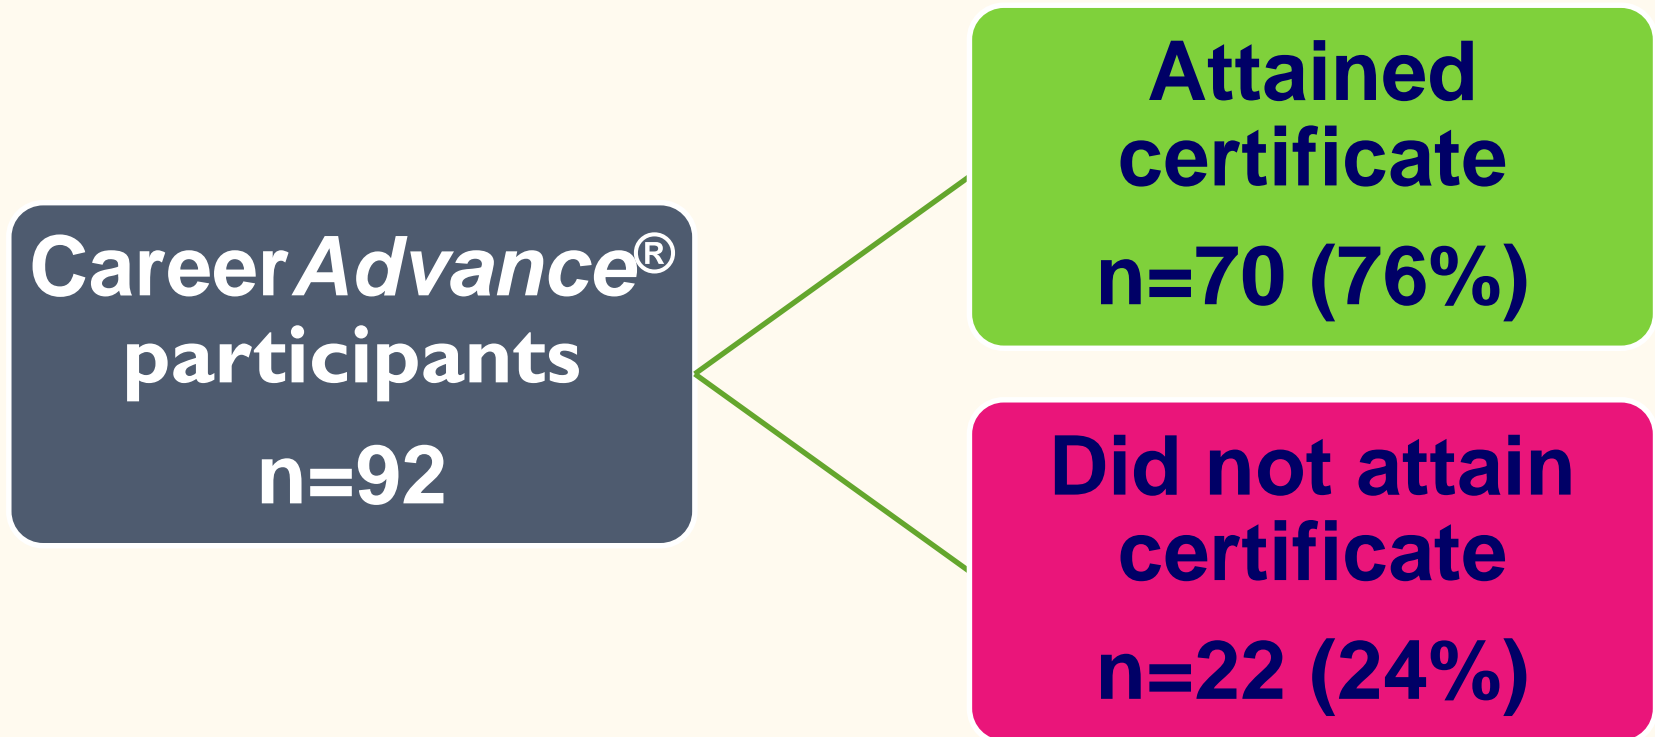 CareerAdvance®
participants
n=92
Attained
certificate
n=70 (76%)
Did not attain
certificate
n=22 (24%)